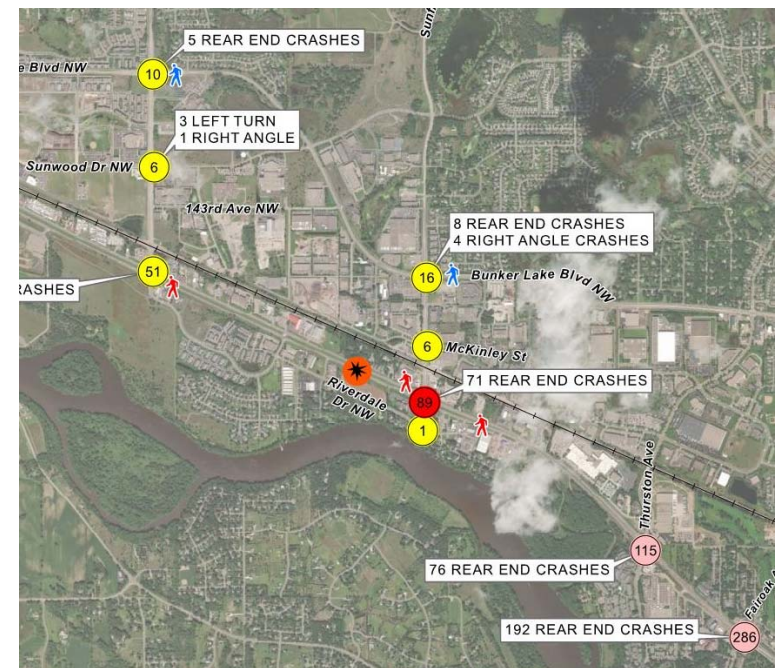 Sunf
5 REAR END CRASHES
e Blvd NW
10
3 LEFT TURN
1 RIGHT ANGLE
Sunwood Dr NW
6
143rd Ave NW
8 REAR END CRASHES
4 RIGHT ANGLE CRASHES
51
ASHES
16
Bunker Lake Blvd NW
6
McKinley St
71 REAR END CRASHES
Riverdale
Dr NW
89
1
Thurston Ave
115
76 REAR END CRASHES
Fairoak A
192 REAR END CRASHES
286